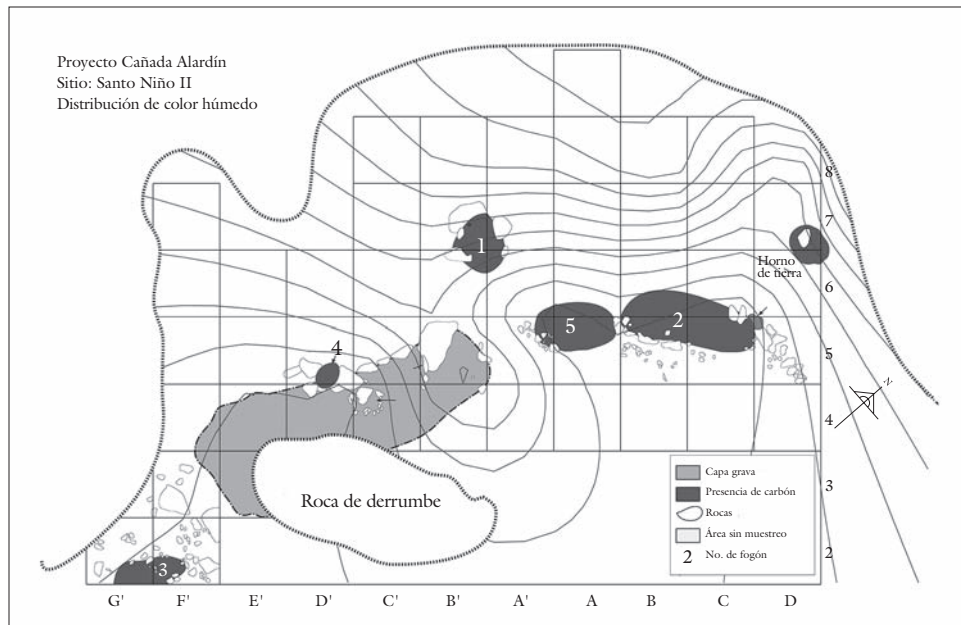 Proyecto Cañada Alardín
Sitio: Santo Niño II
Distribución de color húmedo
8
7
1
Horno
de tierra
6
5
2
4
5
N
4
Capa grava
Presencia de carbón
Rocas
Área sin muestreo
2 No. de fogón
3
Roca de derrumbe
2
3
G' F' E' D' C' B' A' A B C D